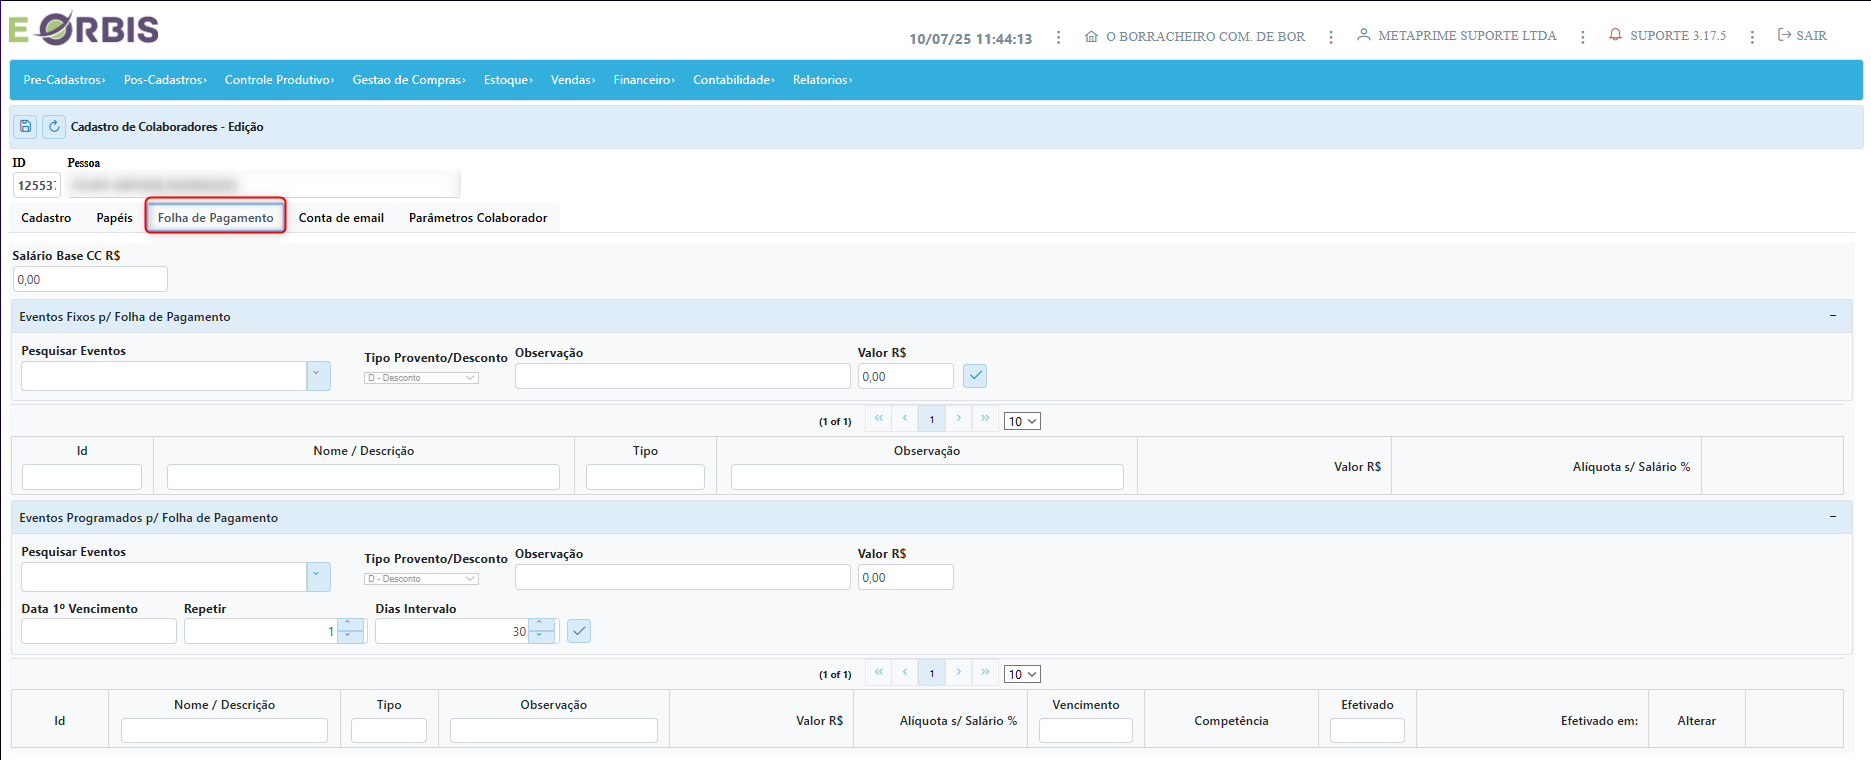 E ORBIS
10/07/25 11:44:13
O BORRACHEIRO COM. DE BOR
METAPRIME SUPORTE LTDA
SUPORTE 3.17.5
SAIR
Pre-Cadastros› Pos-Cadastros› Controle Produtivo› Gestao de Compras› Estoque› Vendas› Financeiro› Contabilidade› Relatorios›
Cadastro de Colaboradores - Edição
ID Pessoa
12553
Cadastro Papéis Folha de Pagamento Conta de email Parâmetros Colaborador
Salário Base CC R$
0,00
Eventos Fixos p/ Folha de Pagamento
Pesquisar Eventos Tipo Provento/Desconto Observação Valor R$
D - Desconto 0,00
(1 of 1) 1 10
Id Nome / Descrição Tipo Observação Valor R$ Alíquota s/ Salário %
Eventos Programados p/ Folha de Pagamento
Pesquisar Eventos Tipo Provento/Desconto Observação Valor R$
D - Desconto 0,00
Data 1º Vencimento Repetir Dias Intervalo
1 30
(1 of 1) 1 10
Id Nome / Descrição Tipo Observação Valor R$ Alíquota s/ Salário % Vencimento Competência Efetivado Efetivado em: Alterar